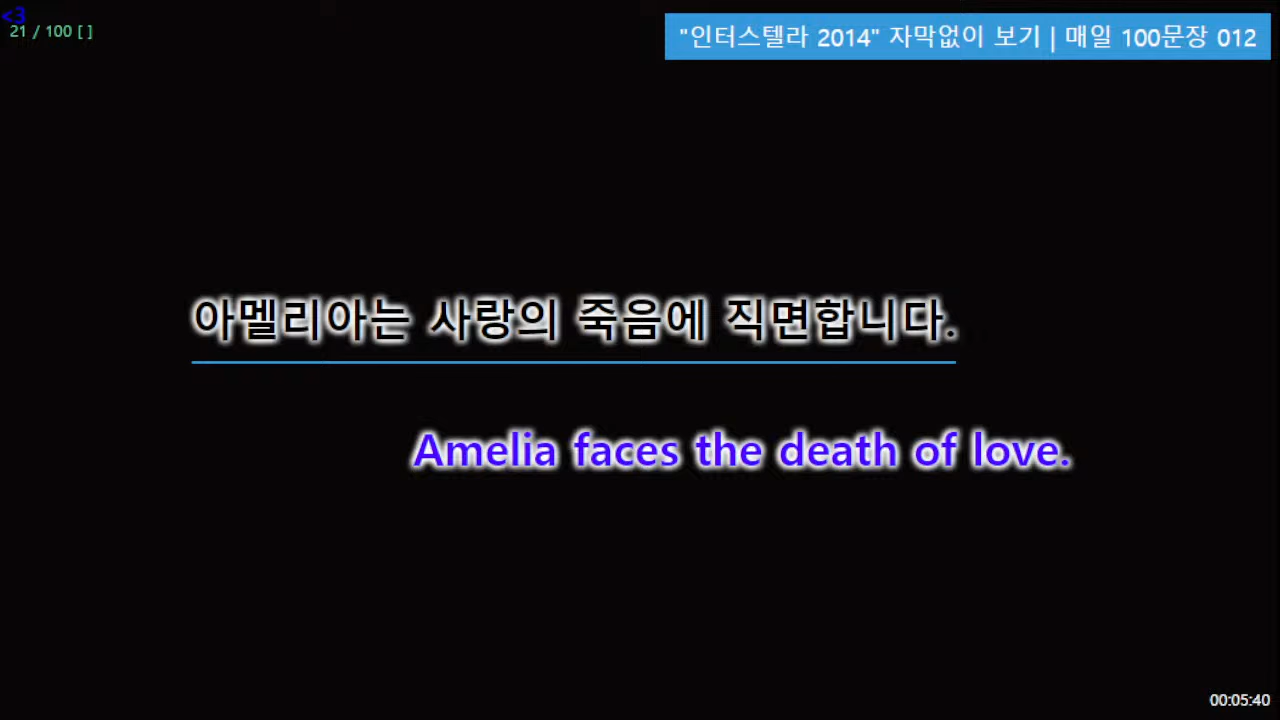 <3
21 / 100 [ ]
"인터스텔라 2014" 자막없이 보기 | 매일 100문장 012
아멜리아는 사랑의 죽음에 직면합니다.
Amelia faces the death of love.
00:05:40